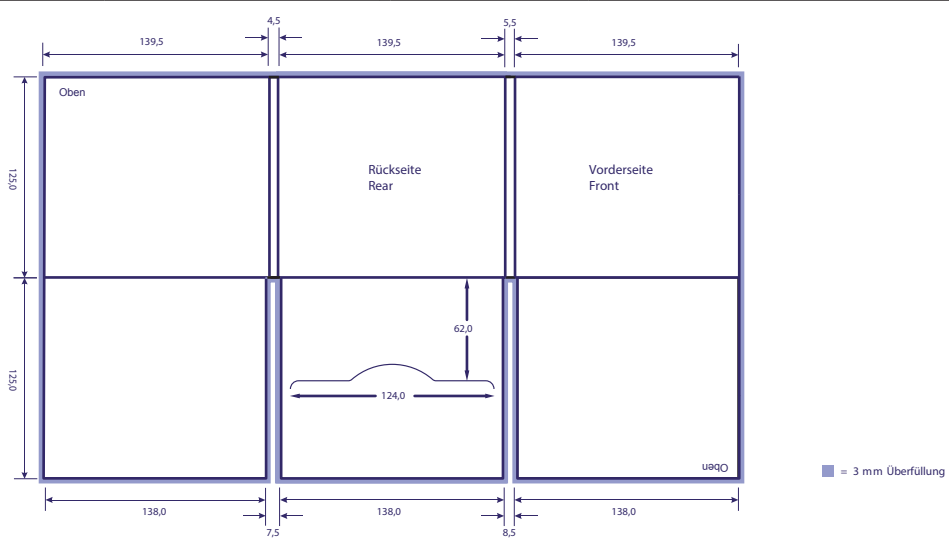 4,5
5,5
139,5
139,5
139,5
Oben
125,0
Rückseite
Rear
Vorderseite
Front
62,0
125,0
124,0
Oben
= 3 mm Überfüllung
138,0
138,0
138,0
7,5
8,5